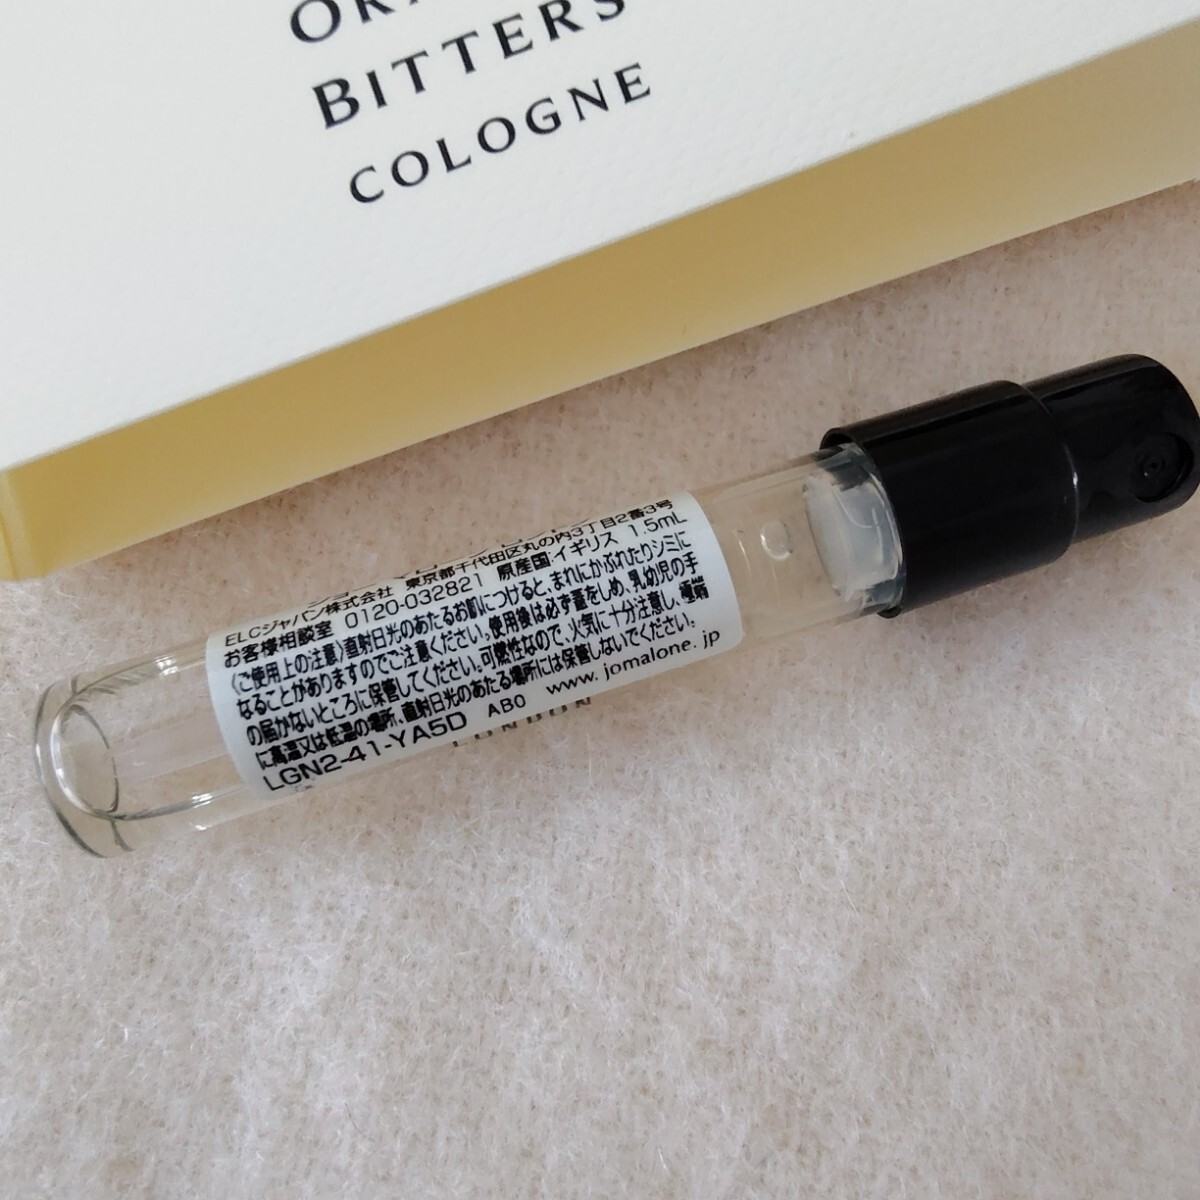 BITTERS
COLOGNE
ELCジャパン株式会社 東京都千代田区丸の内3丁目2番3号
お客様相談室 0120-032821 原産国:イギリス 1.5mL
〈ご使用上の注意〉直射日光のあたるお肌につけると、まれにかぶれたりシミに
なることがありますのでご注意ください。使用後は必ず蓋をしめ、乳幼児の手
の届かないところに保管してください。可燃性なので、火気に十分注意し、極端
に高温又は低温の場所、直射日光のあたる場所には保管しないでください。
LGN2-41-YA5D AB0 www. jomalone. jp
LONDON